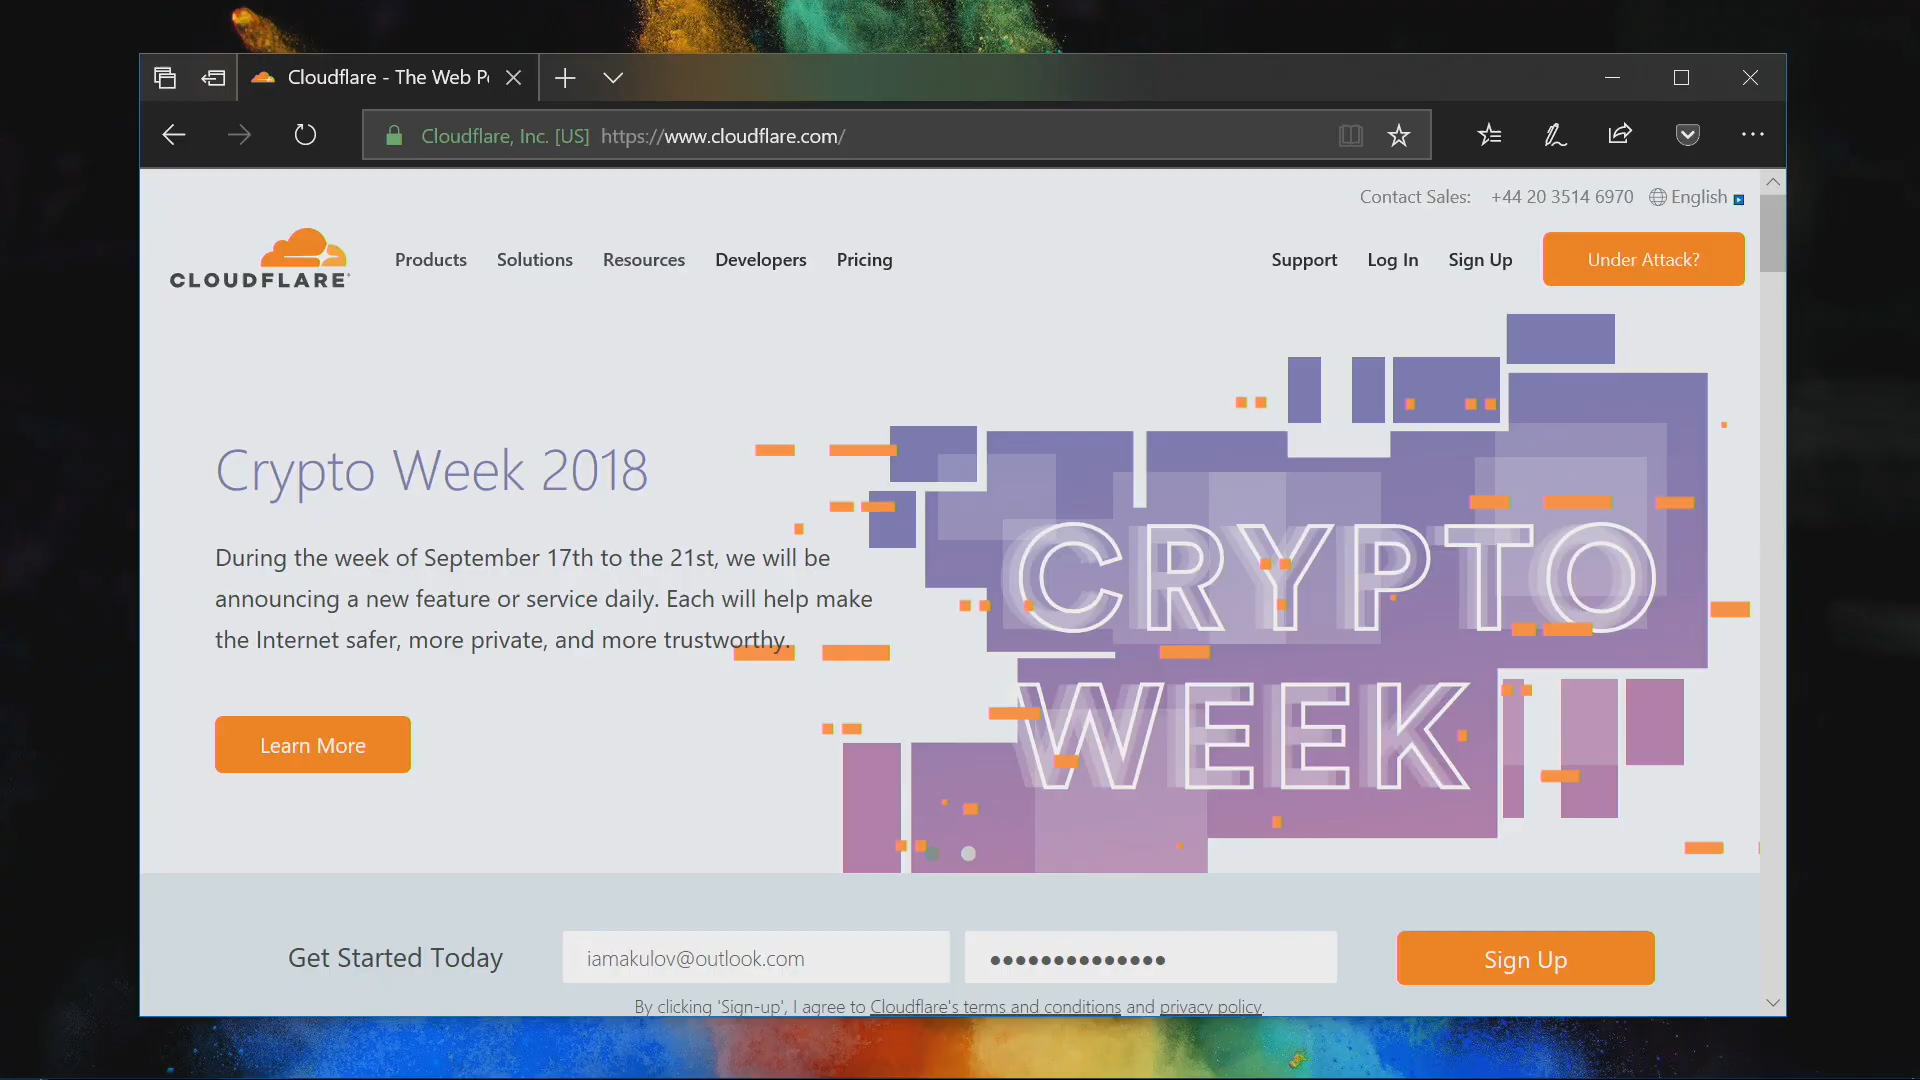 Cloudflare - The Web P
Cloudflare, Inc. [US] https://www.cloudflare.com/
Contact Sales: +44 20 3514 6970 English
CLOUDFLARE
Products Solutions Resources Developers Pricing
Support Log In Sign Up Under Attack?
Crypto Week 2018
During the week of September 17th to the 21st, we will be
announcing a new feature or service daily. Each will help make
the Internet safer, more private, and more trustworthy.
Learn More
CRYPTO
WEEK
Get Started Today iamakulov@outlook.com •••••••••••••• Sign Up
By clicking 'Sign-up', I agree to Cloudflare's terms and conditions and privacy policy.